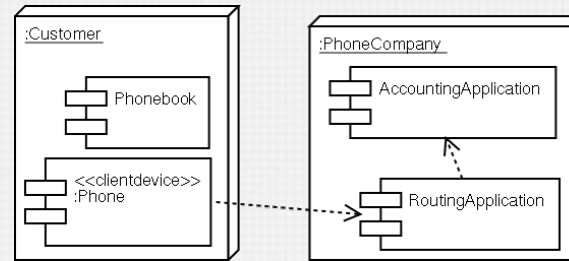 :Customer
Phonebook
<<clientdevice>>
:Phone
:PhoneCompany
AccountingApplication
RoutingApplication